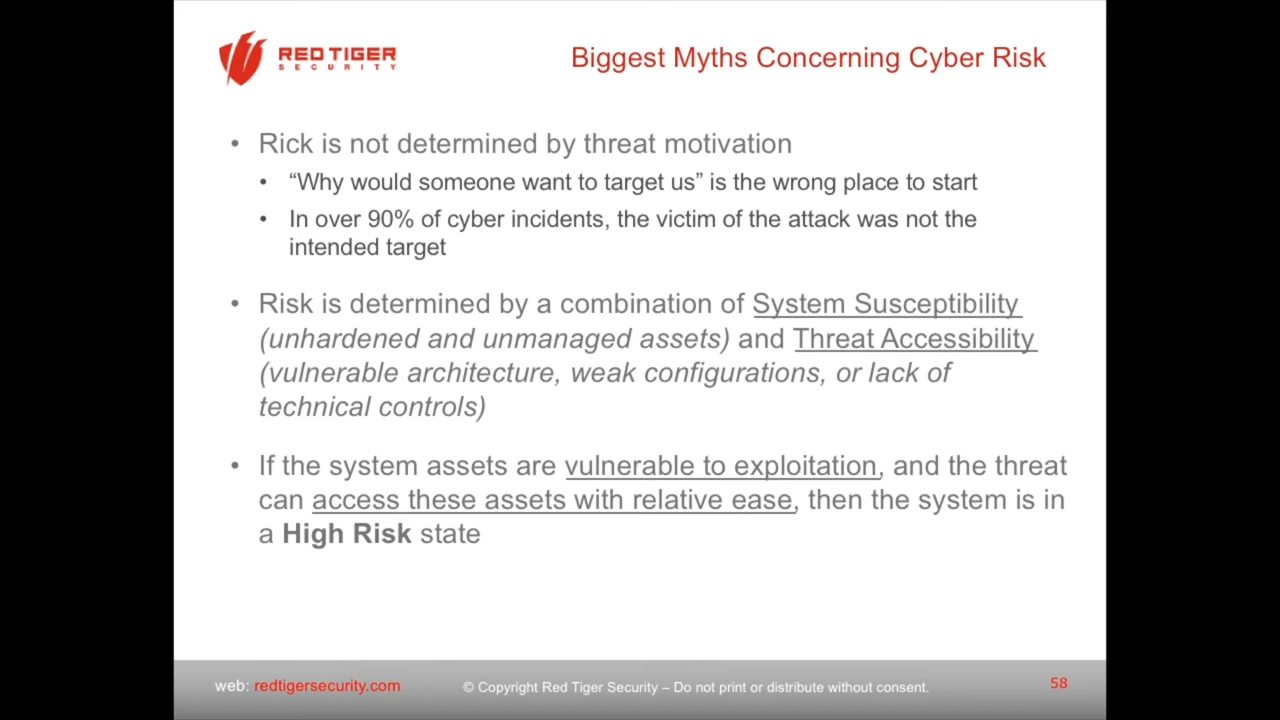 RED TIGER
SECURITY
Biggest Myths Concerning Cyber Risk
• Rick is not determined by threat motivation
• “Why would someone want to target us” is the wrong place to start
• In over 90% of cyber incidents, the victim of the attack was not the
intended target
• Risk is determined by a combination of System Susceptibility
(unhardened and unmanaged assets) and Threat Accessibility
(vulnerable architecture, weak configurations, or lack of
technical controls)
• If the system assets are vulnerable to exploitation, and the threat
can access these assets with relative ease, then the system is in
a High Risk state
web: redtigersecurity.com
© Copyright Red Tiger Security – Do not print or distribute without consent.
58